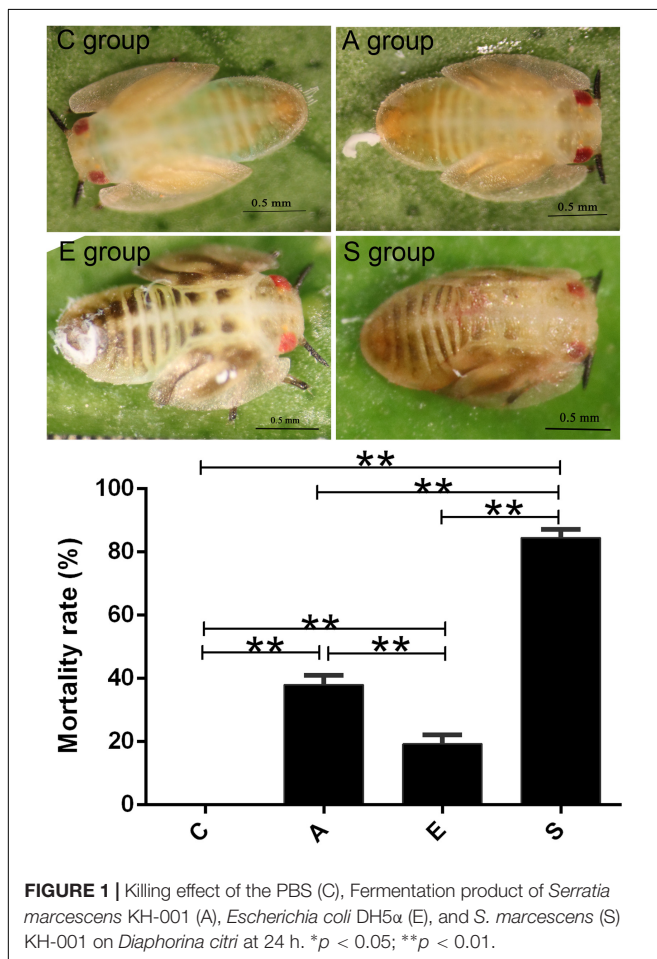 C group
A group
0.5 mm
0.5 mm
E group
S group
0.5 mm
0.5 mm
**
**
**
**
**
**
Mortality rate (%)
100
80
60
40
20
0
C
A
E
S
FIGURE 1 | Killing effect of the PBS (C), Fermentation product of Serratia
marcescens KH-001 (A), Escherichia coli DH5α (E), and S. marcescens (S)
KH-001 on Diaphorina citri at 24 h. *p < 0.05; **p < 0.01.